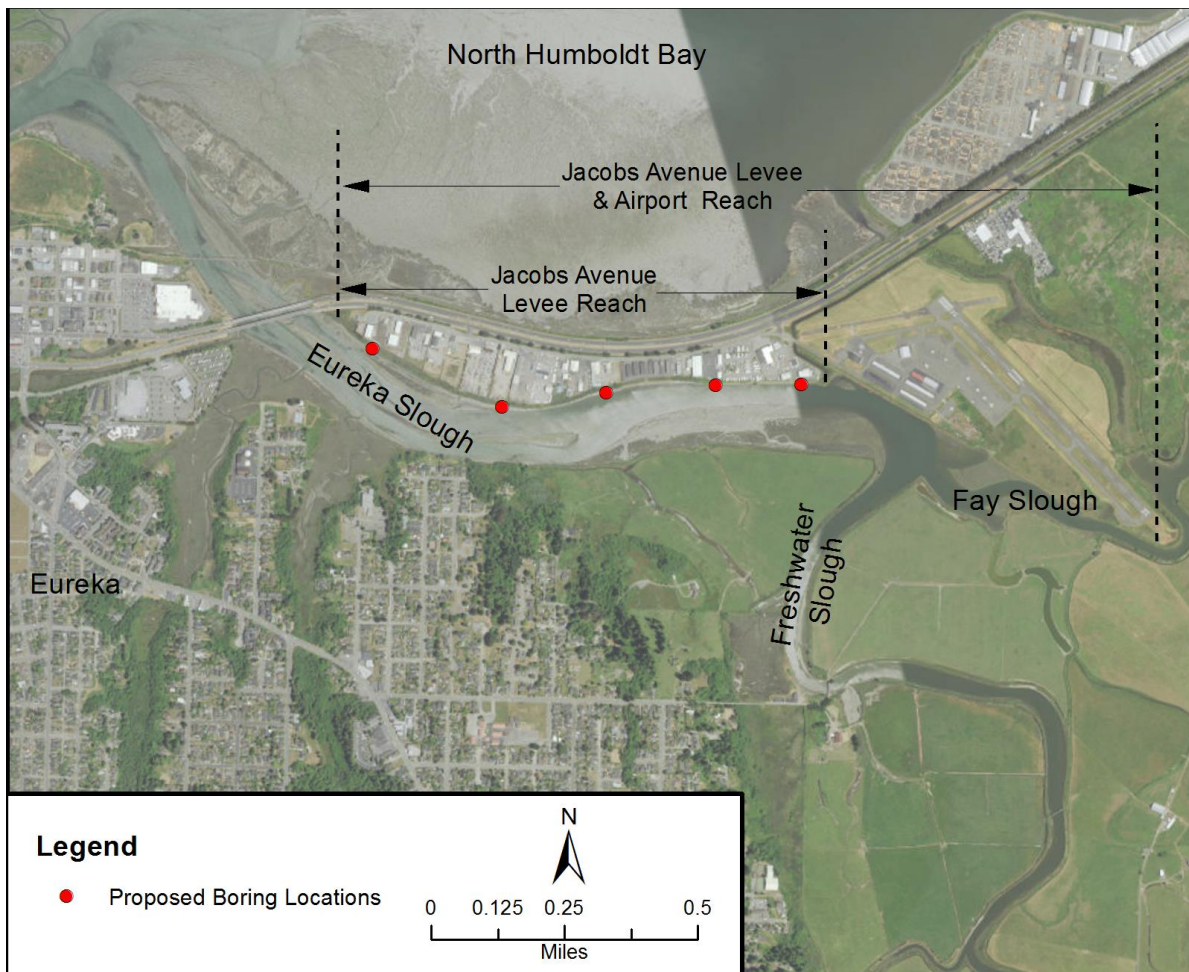 North Humboldt Bay
Jacobs Avenue Levee
& Airport Reach
Jacobs Avenue
Levee Reach
Eureka Slough
Fay Slough
Freshwater
Slough
Eureka
Legend
Proposed Boring Locations
N
0 0.125 0.25 0.5
Miles